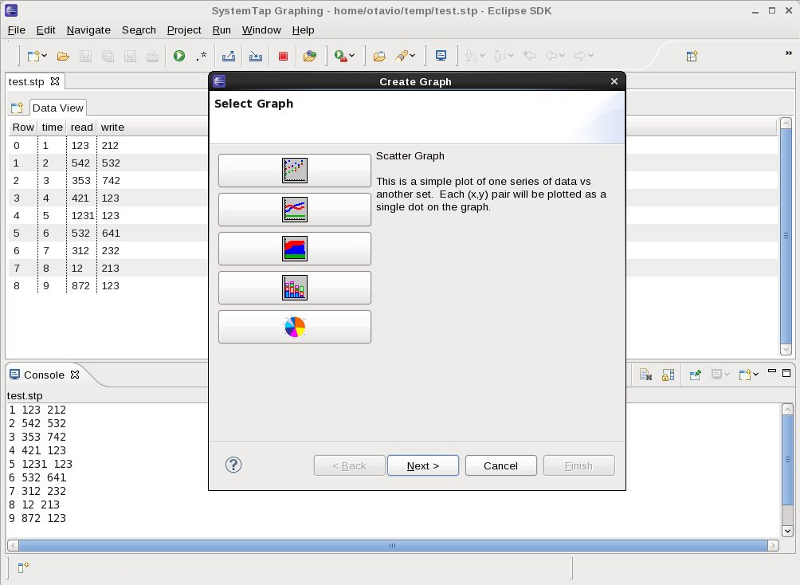 SystemTap Graphing - home/otavio/temp/test.stp - Eclipse SDK
File Edit Navigate Search Project Run Window Help
test.stp
Data View
Row time read write
0 1 123 212
1 2 542 532
2 3 353 742
3 4 421 123
4 5 1231 123
5 6 532 641
6 7 312 232
7 8 12 213
8 9 872 123
Create Graph
Select Graph
Scatter Graph
This is a simple plot of one series of data vs
another set. Each (x,y) pair will be plotted as a
single dot on the graph.
? < Back Next > Cancel Finish
Console
test.stp
1 123 212
2 542 532
3 353 742
4 421 123
5 1231 123
6 532 641
7 312 232
8 12 213
9 872 123